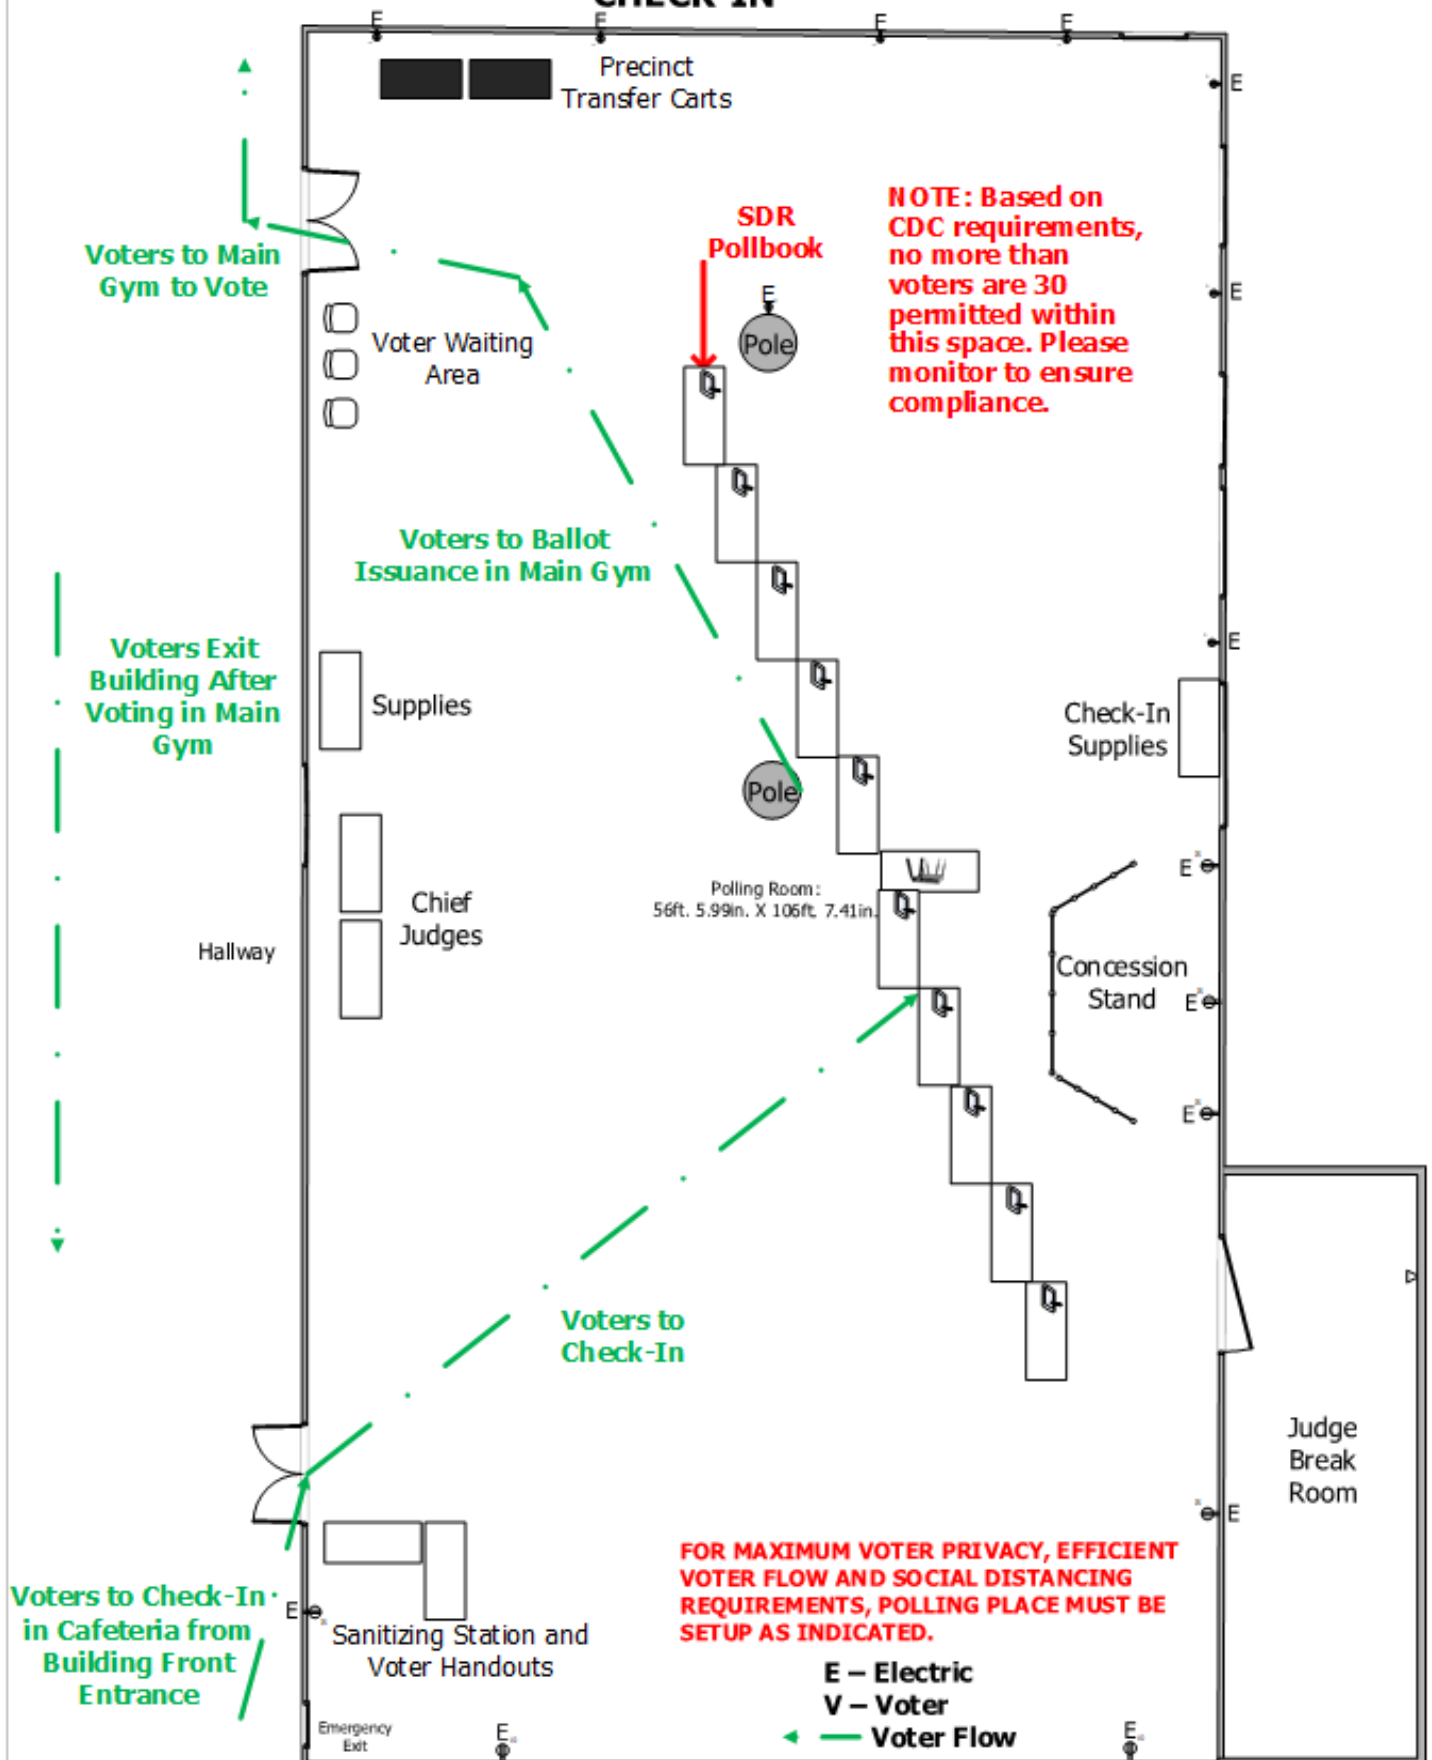 CHECK-IN
E
E
E
E
Precinct
Transfer Carts
E
SDR
Pollbook
NOTE: Based on
CDC requirements,
no more than
voters are 30
permitted within
this space. Please
monitor to ensure
compliance.
Voters to Main
Gym to Vote
E
E
Pole
Voter Waiting
Area
Voters to Ballot
Issuance in Main Gym
E
Voters Exit
Building After
Voting in Main
Gym
Supplies
Check-In
Supplies
Pole
E
Polling Room:
56ft. 5.99in. X 106ft. 7.41in.
Chief
Judges
Hallway
Concession
Stand
E
E
Voters to
Check-In
Judge
Break
Room
E
FOR MAXIMUM VOTER PRIVACY, EFFICIENT
VOTER FLOW AND SOCIAL DISTANCING
REQUIREMENTS, POLLING PLACE MUST BE
SETUP AS INDICATED.
Voters to Check-In
in Cafeteria from
Building Front
Entrance
E
Sanitizing Station and
Voter Handouts
E – Electric
V – Voter
Voter Flow
Emergency
Exit
E
E